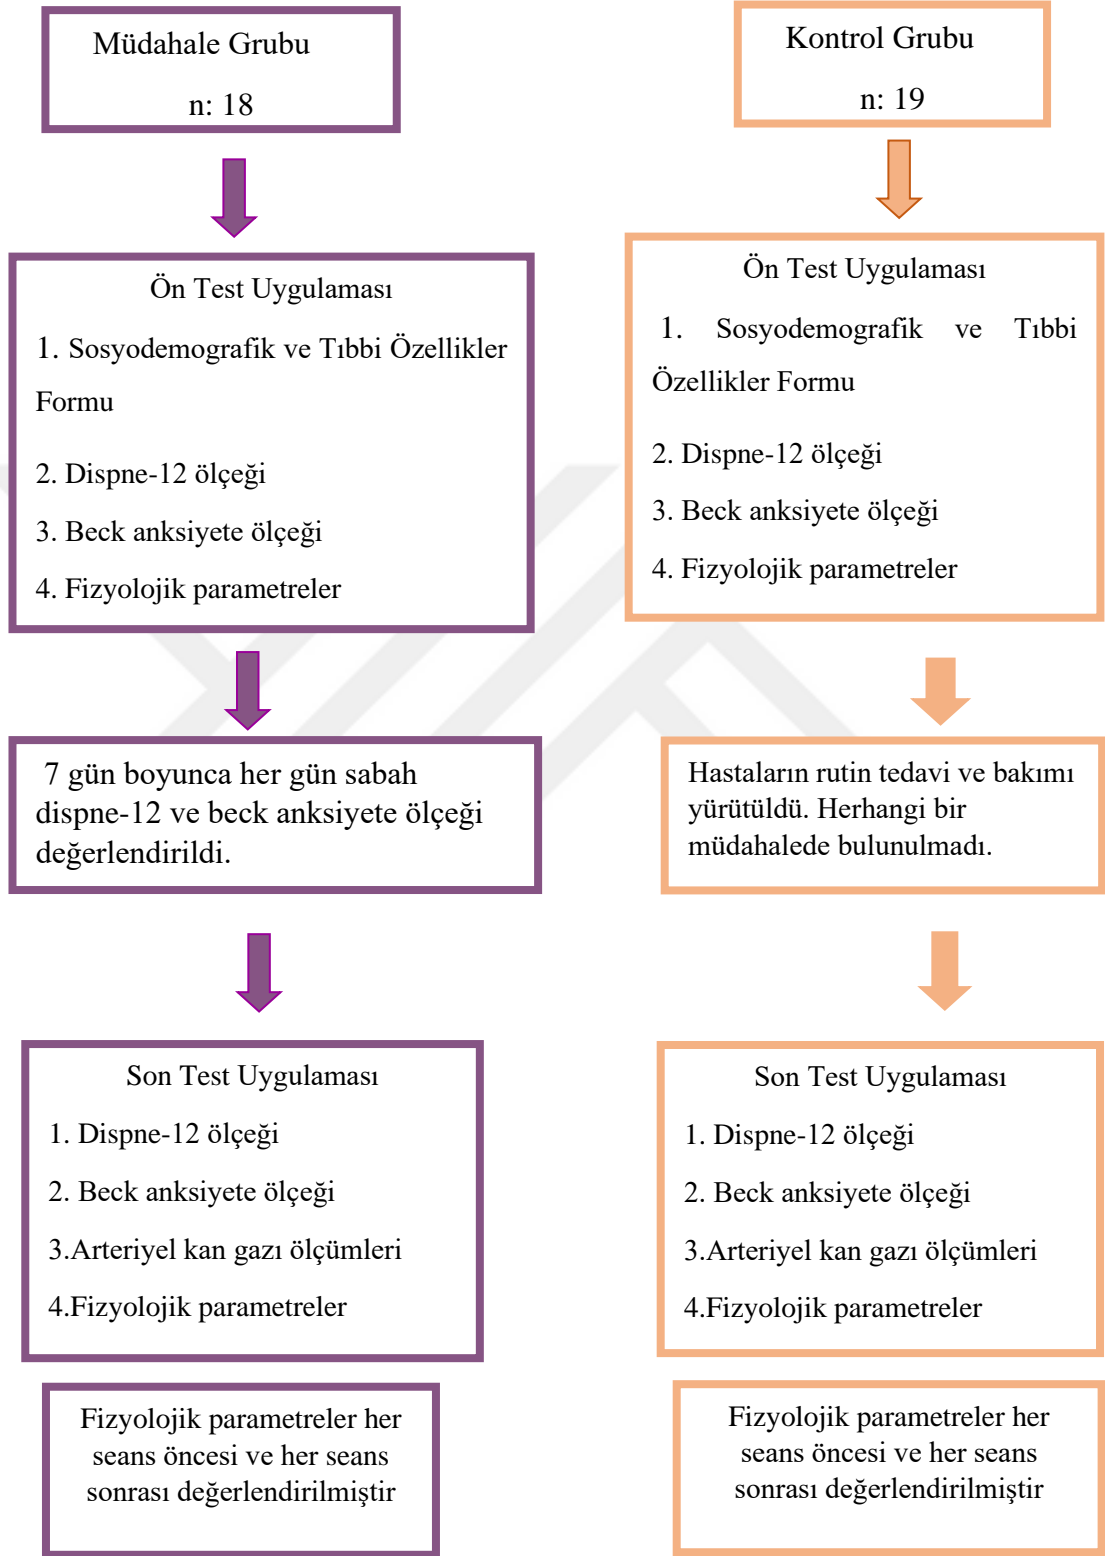 Müdahale Grubu
n: 18
Kontrol Grubu
n: 19
Ön Test Uygulaması
1. Sosyodemografik ve Tıbbi Özellikler
Formu
2. Dispne-12 ölçeği
3. Beck anksiyete ölçeği
4. Fizyolojik parametreler
Ön Test Uygulaması
1. Sosyodemografik ve Tıbbi
Özellikler Formu
2. Dispne-12 ölçeği
3. Beck anksiyete ölçeği
4. Fizyolojik parametreler
7 gün boyunca her gün sabah
dispne-12 ve beck anksiyete ölçeği
değerlendirildi.
Hastaların rutin tedavi ve bakımı
yürütüldü. Herhangi bir
müdahalede bulunulmadı.
Son Test Uygulaması
1. Dispne-12 ölçeği
2. Beck anksiyete ölçeği
3.Arteriyel kan gazı ölçümleri
4.Fizyolojik parametreler
Son Test Uygulaması
1. Dispne-12 ölçeği
2. Beck anksiyete ölçeği
3.Arteriyel kan gazı ölçümleri
4.Fizyolojik parametreler
Fizyolojik parametreler her
seans öncesi ve her seans
sonrası değerlendirilmiştir
Fizyolojik parametreler her
seans öncesi ve her seans
sonrası değerlendirilmiştir